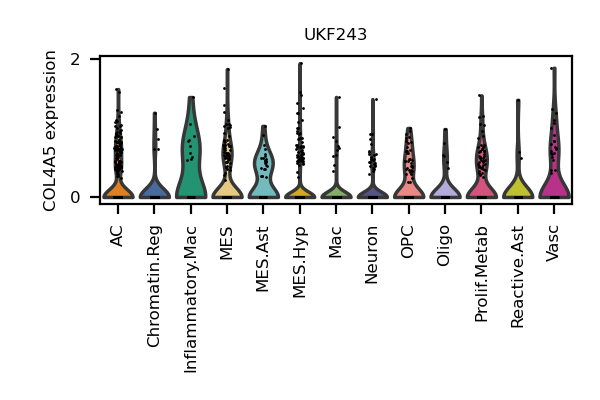 UKF243
COL4A5 expression
2
0
AC
Chromatin.Reg
Inflammatory.Mac
MES
MES.Ast
MES.Hyp
Mac
Neuron
OPC
Oligo
Prolif.Metab
Reactive.Ast
Vasc